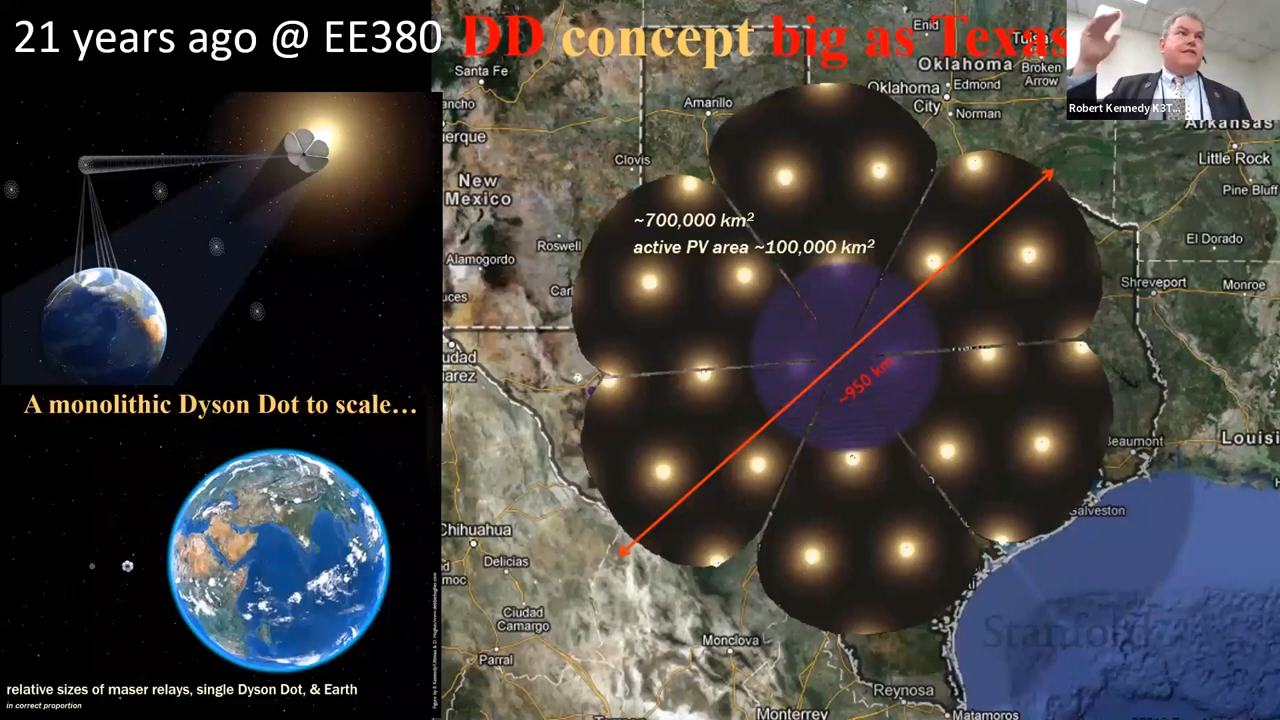 21 years ago @ EE380
DD concept big as Texas
Robert Kennedy K3T...
~700,000 km²
active PV area ~100,000 km²
~950 km
A monolithic Dyson Dot to scale…
relative sizes of maser relays, single Dyson Dot, & Earth
in correct proportion
Santa Fe
Amarillo
Clovis
New
Mexico
Roswell
Alamogordo
Enid
Oklahoma
Broken
Arrow
Oklahoma
City
Edmond
Norman
Arkansas
Little Rock
Pine Bluff
El Dorado
Shreveport
Monroe
Beaumont
Louisi
Galveston
Chihuahua
Delicias
Ciudad
Camargo
Parral
Monclova
Reynosa
Monterrey
Matamoros